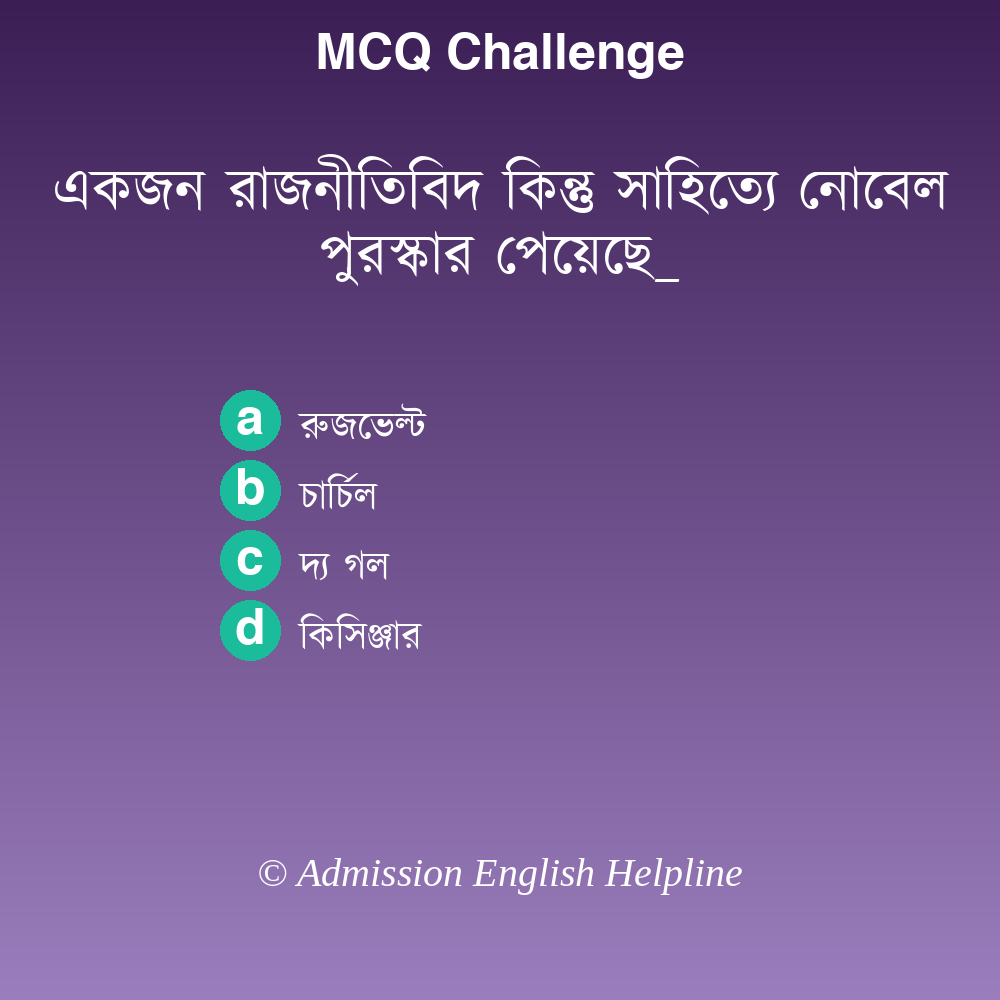 MCQ Challenge
একজন রাজনীতিবিদ কিন্তু সাহিত্যে নোবেল
পুরস্কার পেয়েছে_
a রুজভেল্ট
b চার্চিল
c দ্য গল
d কিসিঞ্জার
© Admission English Helpline